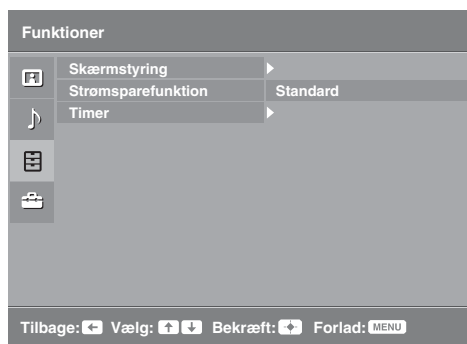 Funktioner
Skærmstyring
Strømsparefunktion Standard
Timer
Tilbage: Vælg: Bekræft: Forlad: MENU